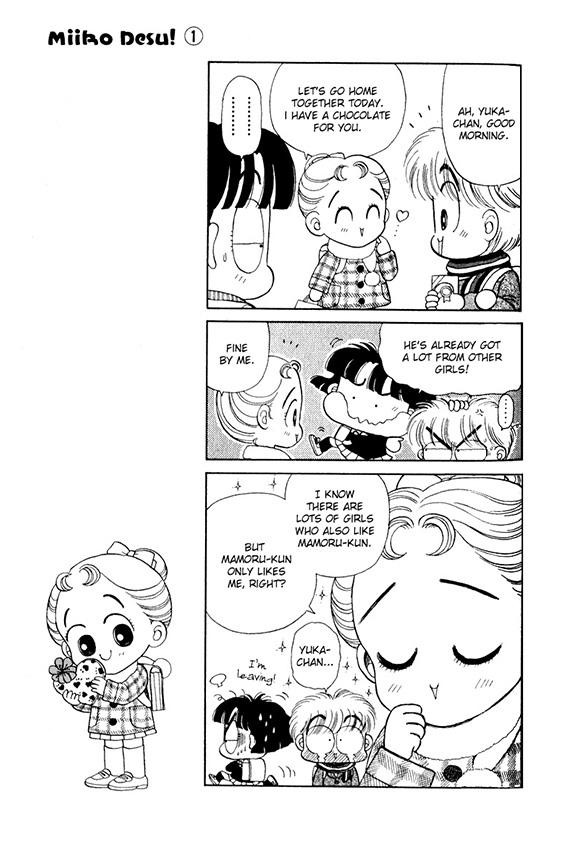 Miiko Desu! ①
AH, YUKA-
CHAN, GOOD
MORNING.
LET'S GO HOME
TOGETHER TODAY.
I HAVE A CHOCOLATE
FOR YOU.
.......
HE'S ALREADY GOT
A LOT FROM OTHER
GIRLS!
....
FINE
BY ME.
I KNOW
THERE ARE
LOTS OF GIRLS
WHO ALSO LIKE
MAMORU-KUN.
BUT
MAMORU-KUN
ONLY LIKES
ME, RIGHT?
YUKA-
CHAN...
I'm
leaving!